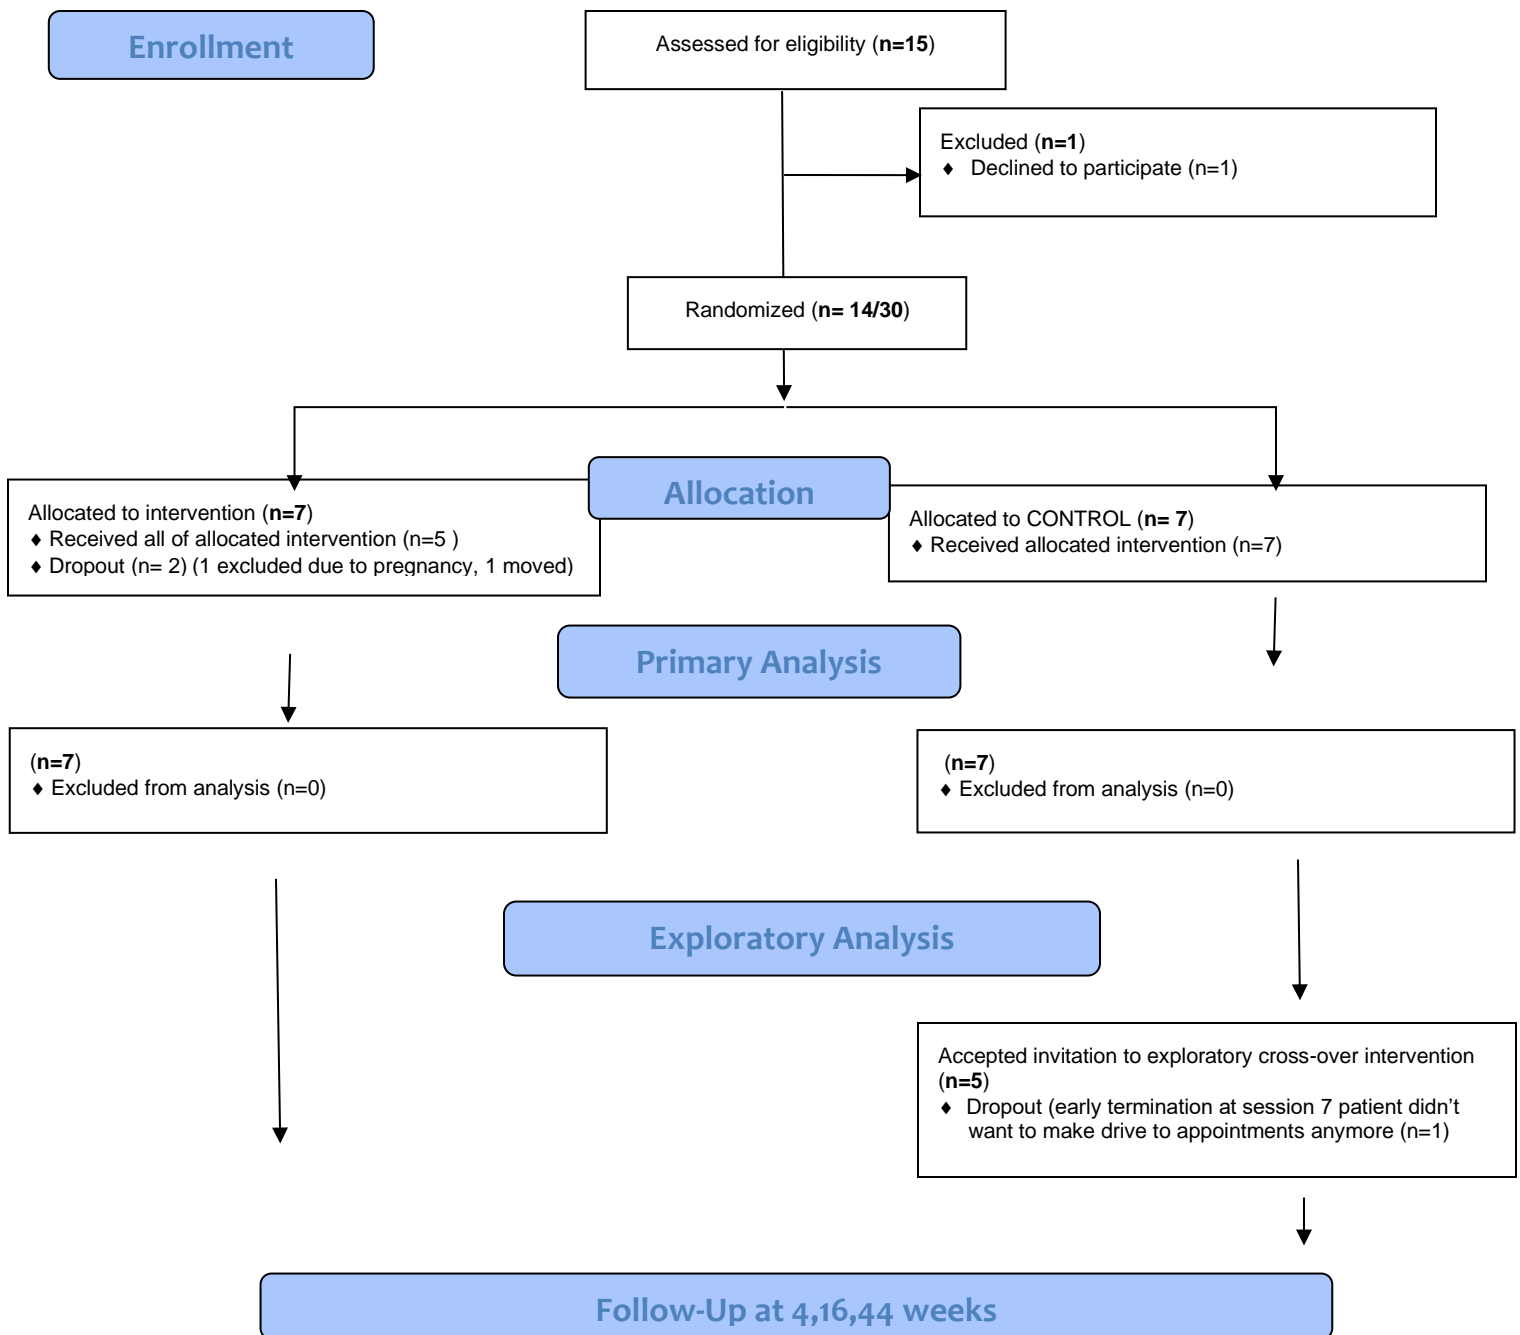 Enrollment
Assessed for eligibility (n=15)
Excluded (n=1)
♦ Declined to participate (n=1)
Randomized (n= 14/30)
Allocation
Allocated to intervention (n=7)
♦ Received all of allocated intervention (n=5 )
♦ Dropout (n= 2) (1 excluded due to pregnancy, 1 moved)
Allocated to CONTROL (n= 7)
♦ Received allocated intervention (n=7)
Primary Analysis
(n=7)
♦ Excluded from analysis (n=0)
(n=7)
♦ Excluded from analysis (n=0)
Exploratory Analysis
Accepted invitation to exploratory cross-over intervention
(n=5)
♦ Dropout (early termination at session 7 patient didn’t
want to make drive to appointments anymore (n=1)
Follow-Up at 4,16,44 weeks